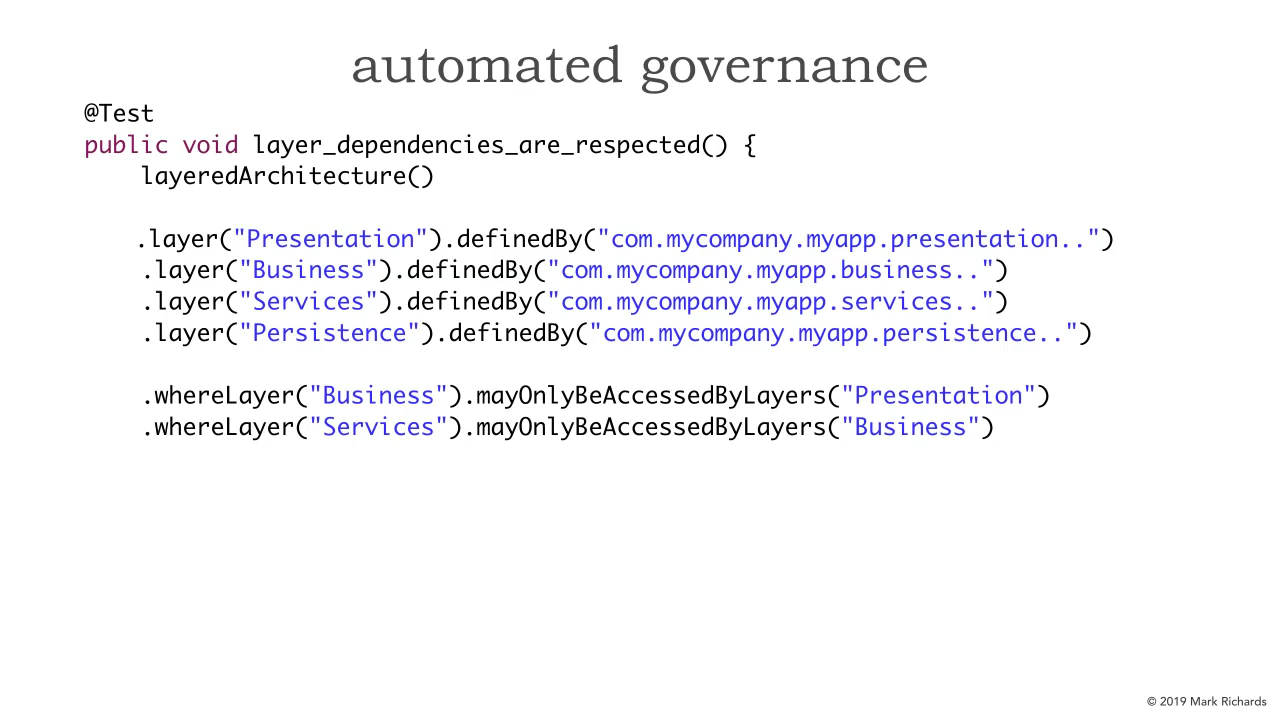 automated governance
@Test
public void layer_dependencies_are_respected() {
layeredArchitecture()
.layer("Presentation").definedBy("com.mycompany.myapp.presentation..")
.layer("Business").definedBy("com.mycompany.myapp.business..")
.layer("Services").definedBy("com.mycompany.myapp.services..")
.layer("Persistence").definedBy("com.mycompany.myapp.persistence..")
.whereLayer("Business").mayOnlyBeAccessedByLayers("Presentation")
.whereLayer("Services").mayOnlyBeAccessedByLayers("Business")
© 2019 Mark Richards